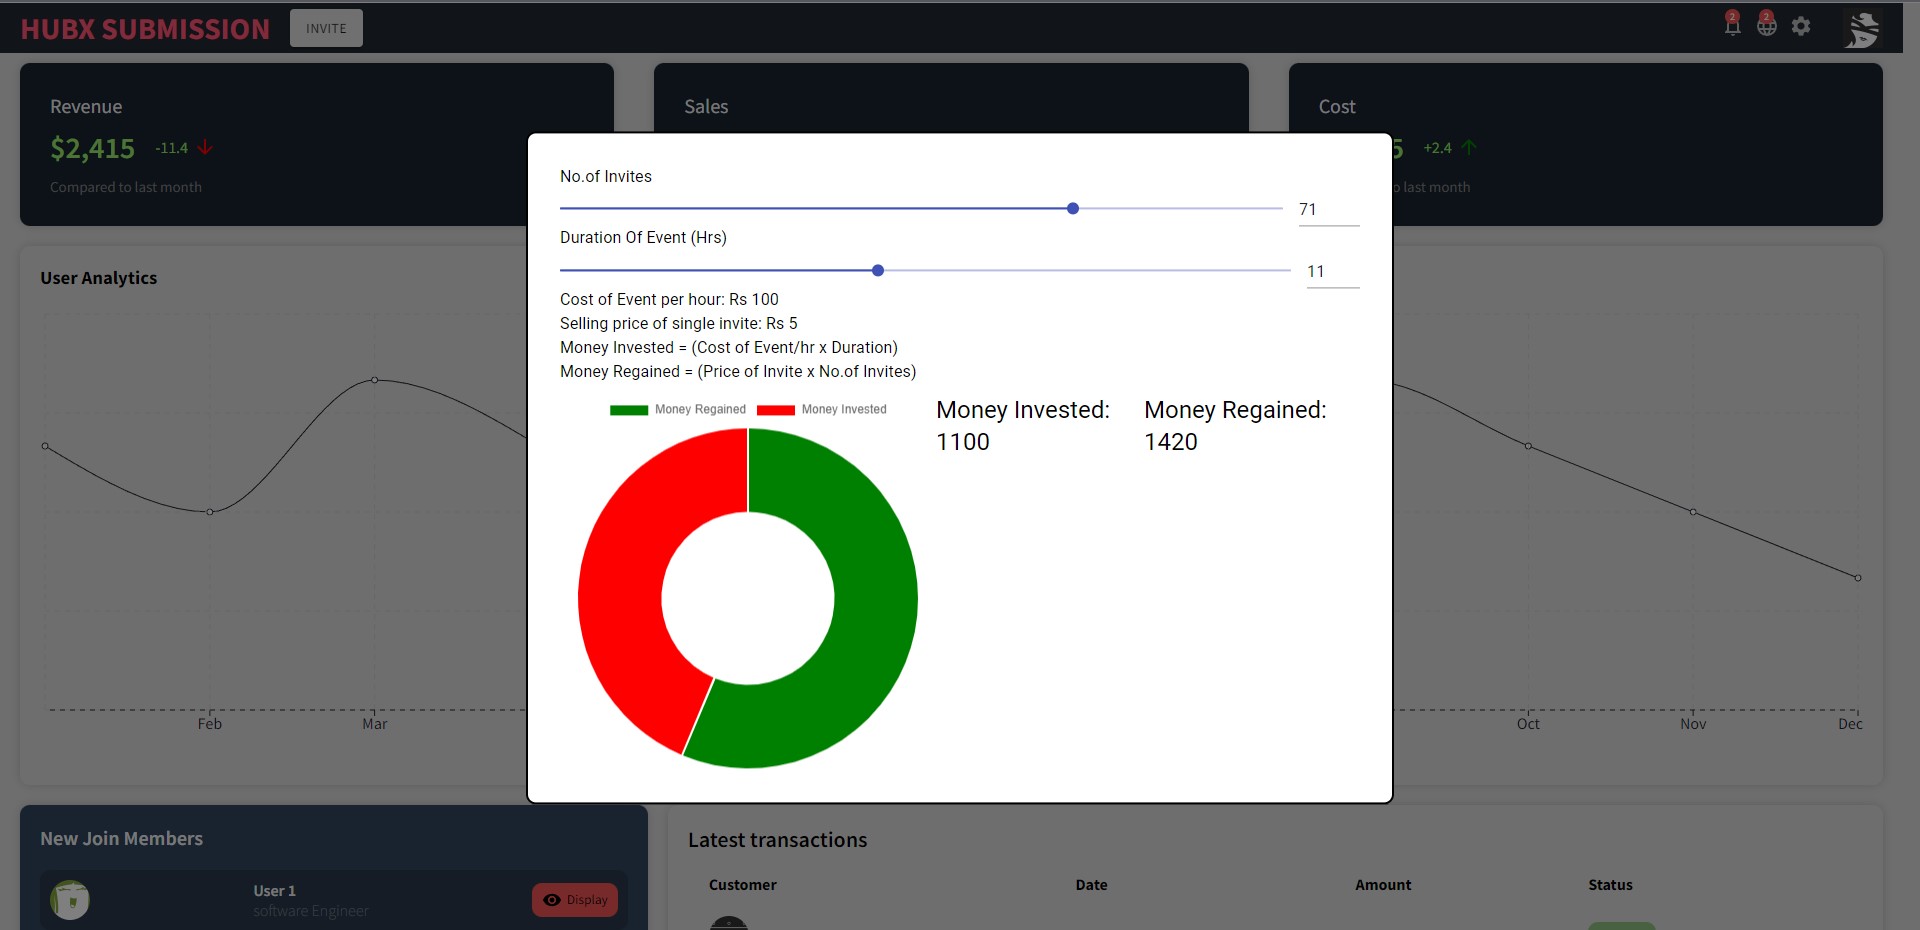 HUBX SUBMISSION
INVITE
2
2
Revenue
$2,415
-11.4
Compared to last month
Sales
Cost
5
+2.4
last month
User Analytics
No.of Invites
71
Duration Of Event (Hrs)
11
Cost of Event per hour: Rs 100
Selling price of single invite: Rs 5
Money Invested = (Cost of Event/hr x Duration)
Money Regained = (Price of Invite x No.of Invites)
Money Regained
Money Invested
Money Invested:
1100
Money Regained:
1420
Feb
Mar
Oct
Nov
Dec
New Join Members
User 1
software Engineer
Display
Latest transactions
Customer
Date
Amount
Status